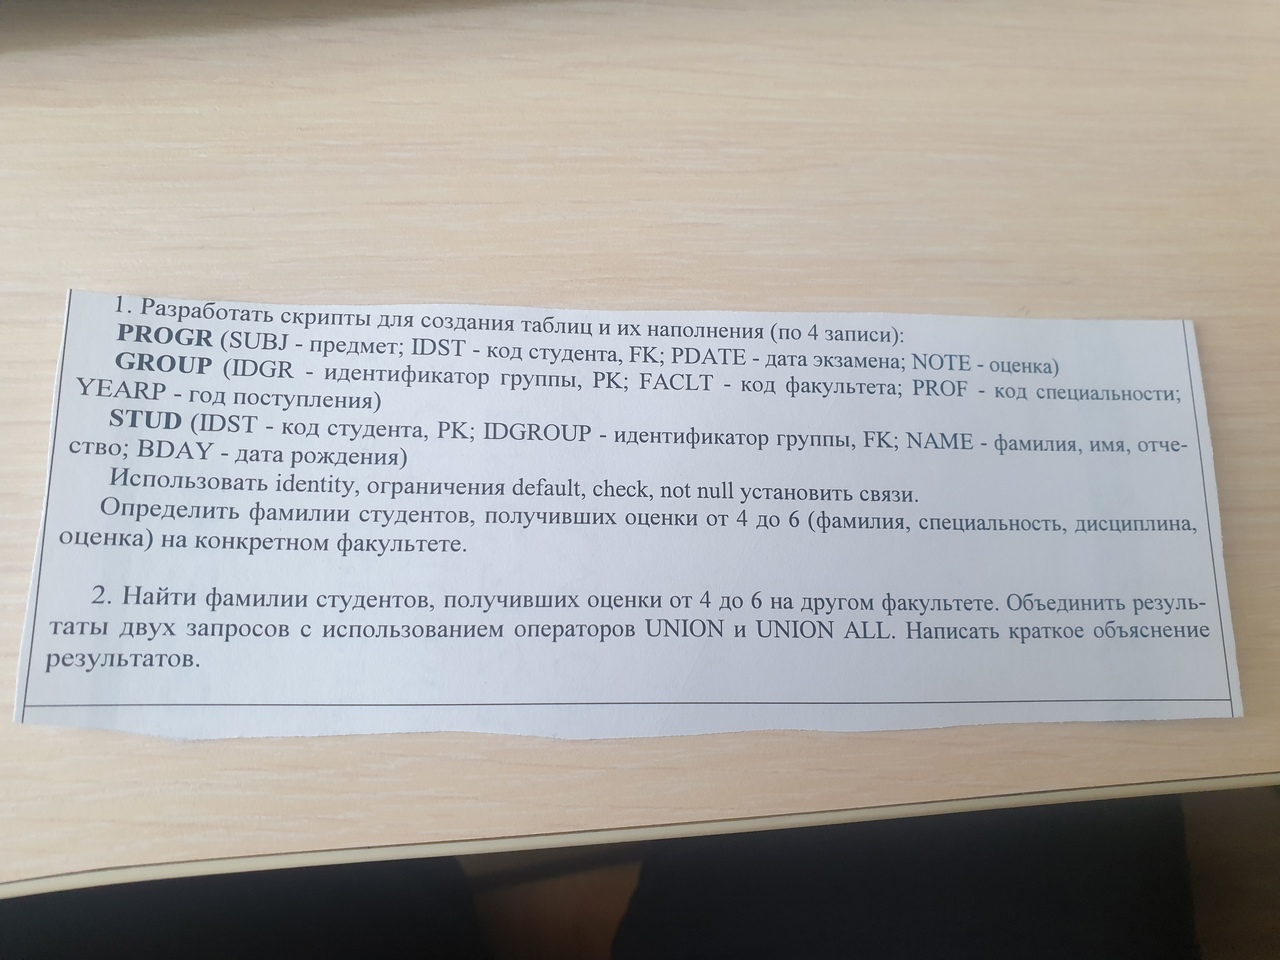 1. Разработать скрипты для создания таблиц и их наполнения (по 4 записи):
PROGR (SUBJ - предмет; IDST - код студента, FK; PDATE - дата экзамена; NOTE - оценка)
GROUP (IDGR - идентификатор группы, PK; FACLT - код факультета; PROF - код специальности;
YEARP - год поступления)
STUD (IDST - код студента, PK; IDGROUP - идентификатор группы, FK; NAME - фамилия, имя, отче-
ство; BDAY - дата рождения)
Использовать identity, ограничения default, check, not null установить связи.
Определить фамилии студентов, получивших оценки от 4 до 6 (фамилия, специальность, дисциплина,
оценка) на конкретном факультете.
2. Найти фамилии студентов, получивших оценки от 4 до 6 на другом факультете. Объединить резуль-
таты двух запросов с использованием операторов UNION и UNION ALL. Написать краткое объяснение
результатов.